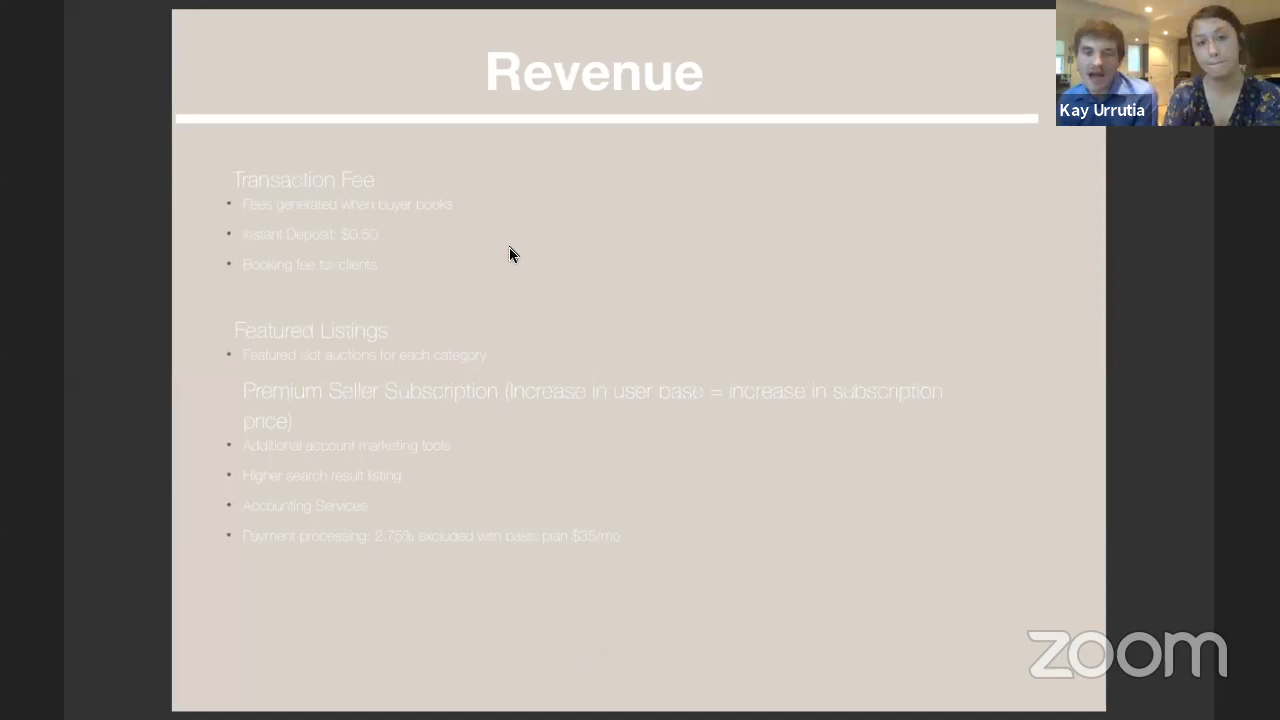 Revenue
Kay Urrutia
Transaction Fee
• Fees generated when buyer books
• Instant Deposit: $0.50
• Booking fee for clients
Featured Listings
• Featured slot auctions for each category
Premium Seller Subscription (Increase in user base = increase in subscription
price)
• Additional account marketing tools
• Higher search result listing
• Accounting Services
• Payment processing: 2.75% excluded with basic plan $35/mo
zoom